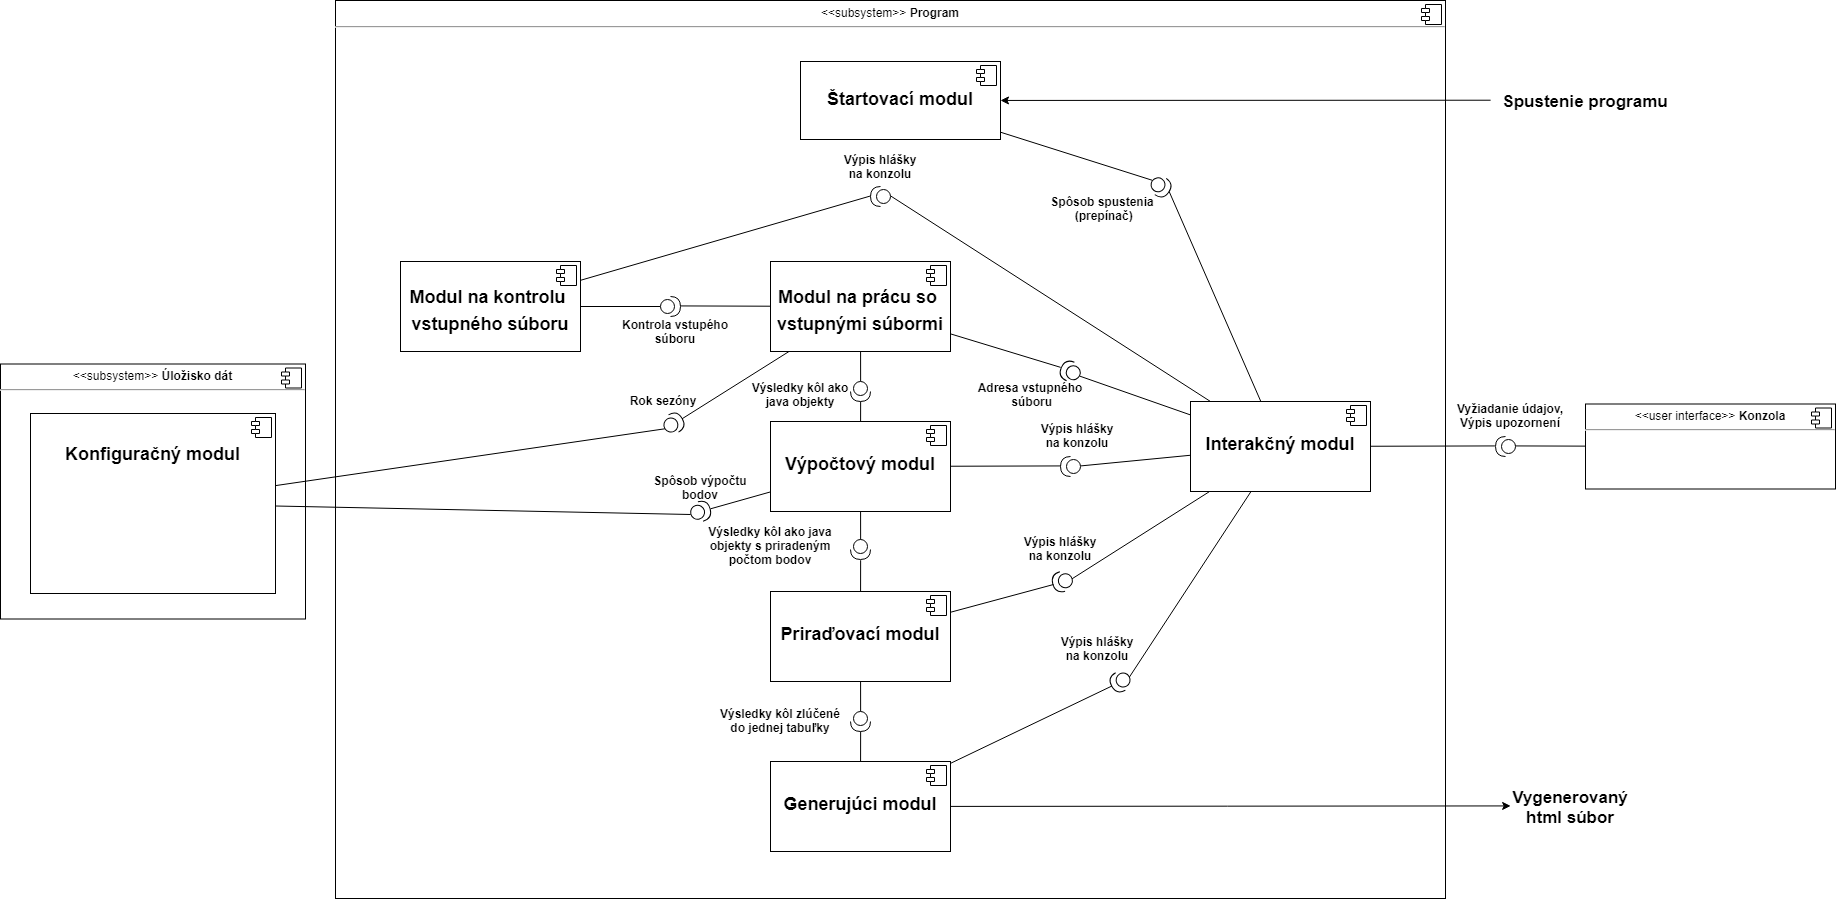 <<subsystem>> Program
Štartovací modul
Spustenie programu
Výpis hlášky
na konzolu
Spôsob spustenia
(prepínač)
Modul na kontrolu
vstupného súboru
Kontrola vstupého
súboru
Modul na prácu so
vstupnými súbormi
<<subsystem>> Úložisko dát
Konfiguračný modul
Rok sezóny
Výsledky kôl ako
java objekty
Adresa vstupného
súboru
Výpis hlášky
na konzolu
Interakčný modul
Vyžiadanie údajov,
Výpis upozornení
<<user interface>> Konzola
Výpočtový modul
Spôsob výpočtu
bodov
Výsledky kôl ako java
objekty s priradeným
počtom bodov
Výpis hlášky
na konzolu
Priraďovací modul
Výpis hlášky
na konzolu
Výsledky kôl zlúčené
do jednej tabuľky
Generujúci modul
Vygenerovaný
html súbor